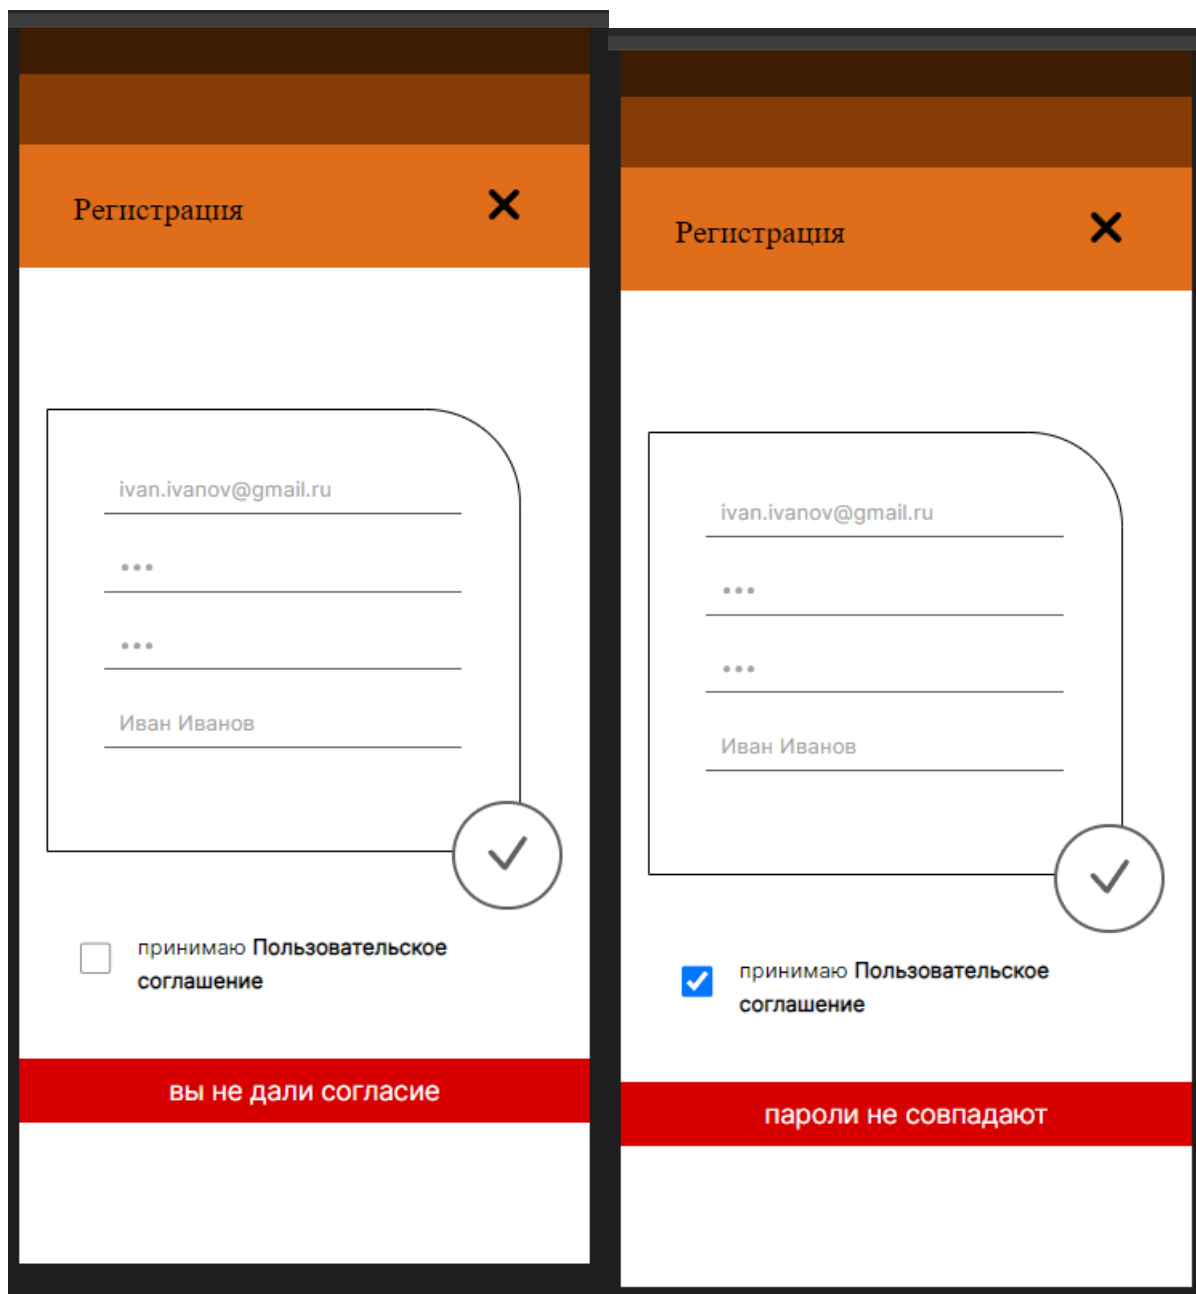 Регистрация
ivan.ivanov@gmail.ru
•••
•••
Иван Иванов
принимаю Пользовательское
соглашение
вы не дали согласие
Регистрация
ivan.ivanov@gmail.ru
•••
•••
Иван Иванов
принимаю Пользовательское
соглашение
пароли не совпадают